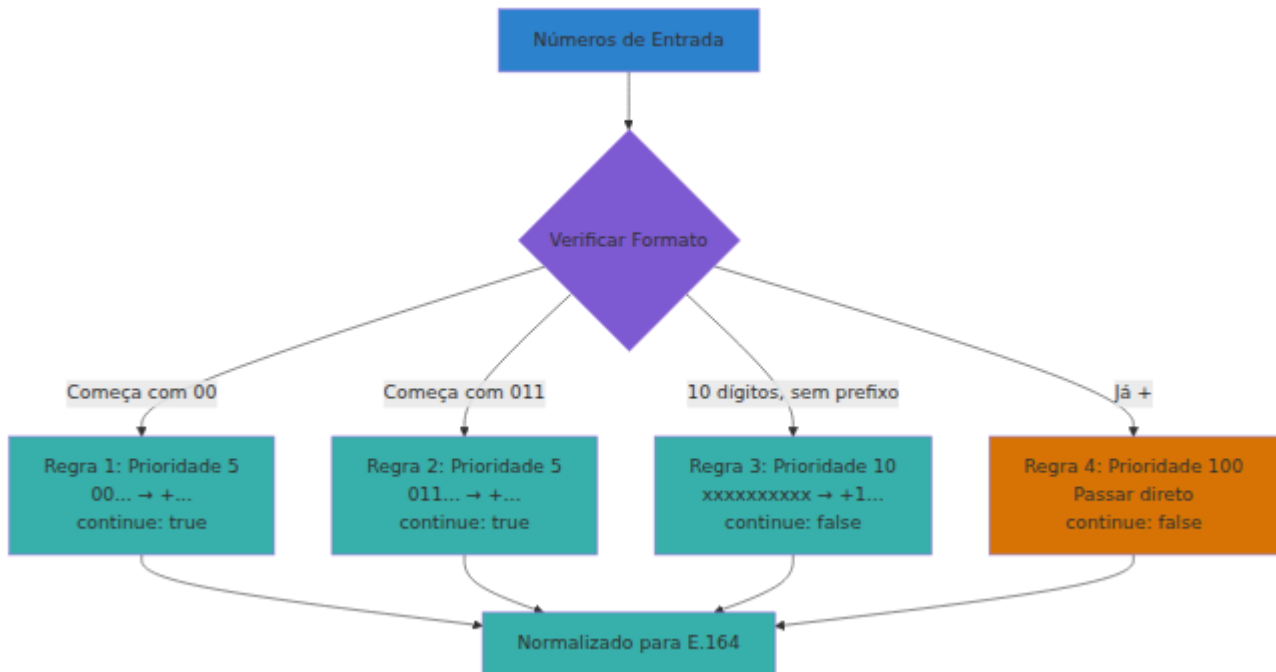 Números de Entrada
Verificar Formato
Começa com 00
Começa com 011
10 dígitos, sem prefixo
Já +
Regra 1: Prioridade 5
00... → +...
continue: true
Regra 2: Prioridade 5
011... → +...
continue: true
Regra 3: Prioridade 10
xxxxxxxxxx → +1...
continue: false
Regra 4: Prioridade 100
Passar direto
continue: false
Normalizado para E.164